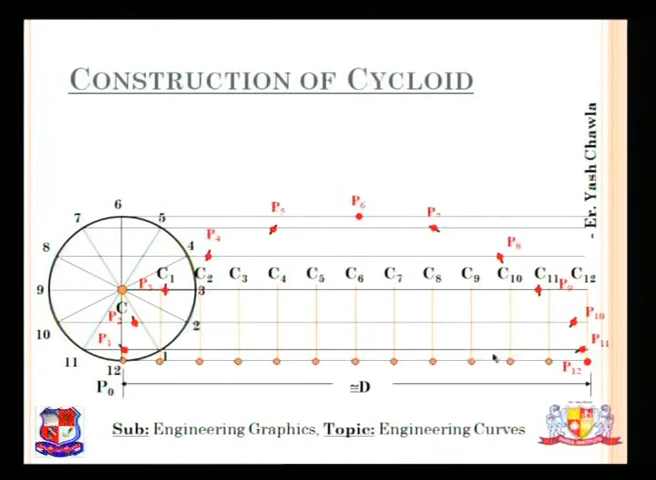 CONSTRUCTION OF CYCLOID
- Er. Yash Chawla
6
7 5
P₅ P₆ P₇
8 4
P₄ P₈
9 3
C
C₁ C₂ C₃ C₄ C₅ C₆ C₇ C₈ C₉ C₁₀ C₁₁ C₁₂
P₃ P₉
10 2
P₂ P₁₀
P₁ P₁₁
11 1
12 P₁₂
P₀ ≅D
Sub: Engineering Graphics, Topic: Engineering Curves